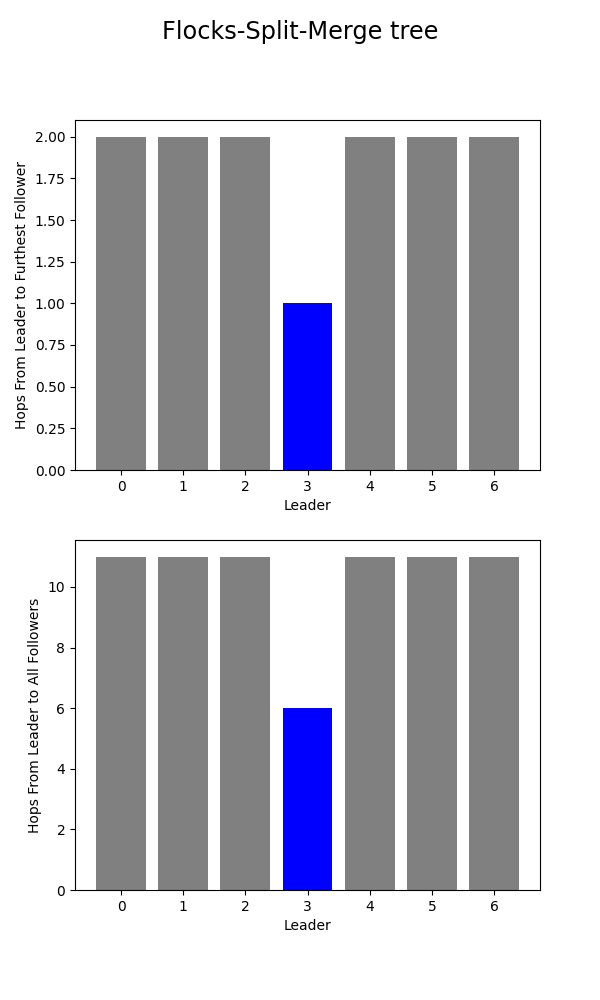 Flocks-Split-Merge tree
Hops From Leader to Furthest Follower
2.00
1.75
1.50
1.25
1.00
0.75
0.50
0.25
0.00
0 1 2 3 4 5 6
Leader
Hops From Leader to All Followers
10
8
6
4
2
0
0 1 2 3 4 5 6
Leader